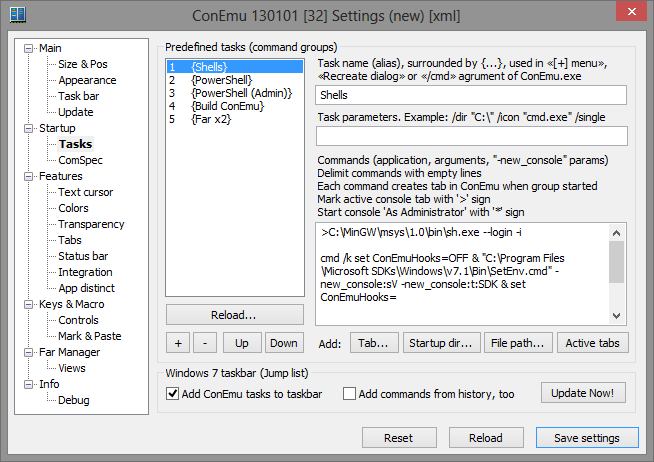 ConEmu 130101 [32] Settings (new) [xml]
Main
Size & Pos
Appearance
Task bar
Update
Startup
Tasks
ComSpec
Features
Text cursor
Colors
Transparency
Tabs
Status bar
Integration
App distinct
Keys & Macro
Controls
Mark & Paste
Far Manager
Views
Info
Debug
Predefined tasks (command groups)
1 {Shells}
2 {PowerShell}
3 {PowerShell (Admin)}
4 {Build ConEmu}
5 {Far x2}
Reload...
+ - Up Down
Task name (alias), surrounded by {...}, used in «[+] menu»,
«Recreate dialog» or «/cmd» agrument of ConEmu.exe
Shells
Task parameters. Example: /dir "C:\" /icon "cmd.exe" /single
Commands (application, arguments, "-new_console" params)
Delimit commands with empty lines
Each command creates tab in ConEmu when group started
Mark active console tab with '>' sign
Start console 'As Administrator' with '*' sign
>C:\MinGW\msys\1.0\bin\sh.exe --login -i
cmd /k set ConEmuHooks=OFF & "C:\Program Files
\Microsoft SDKs\Windows\v7.1\Bin\SetEnv.cmd" -
new_console:sV -new_console:t:SDK & set
ConEmuHooks=
Add: Tab... Startup dir... File path... Active tabs
Windows 7 taskbar (Jump list)
Add ConEmu tasks to taskbar
Add commands from history, too
Update Now!
Reset Reload Save settings